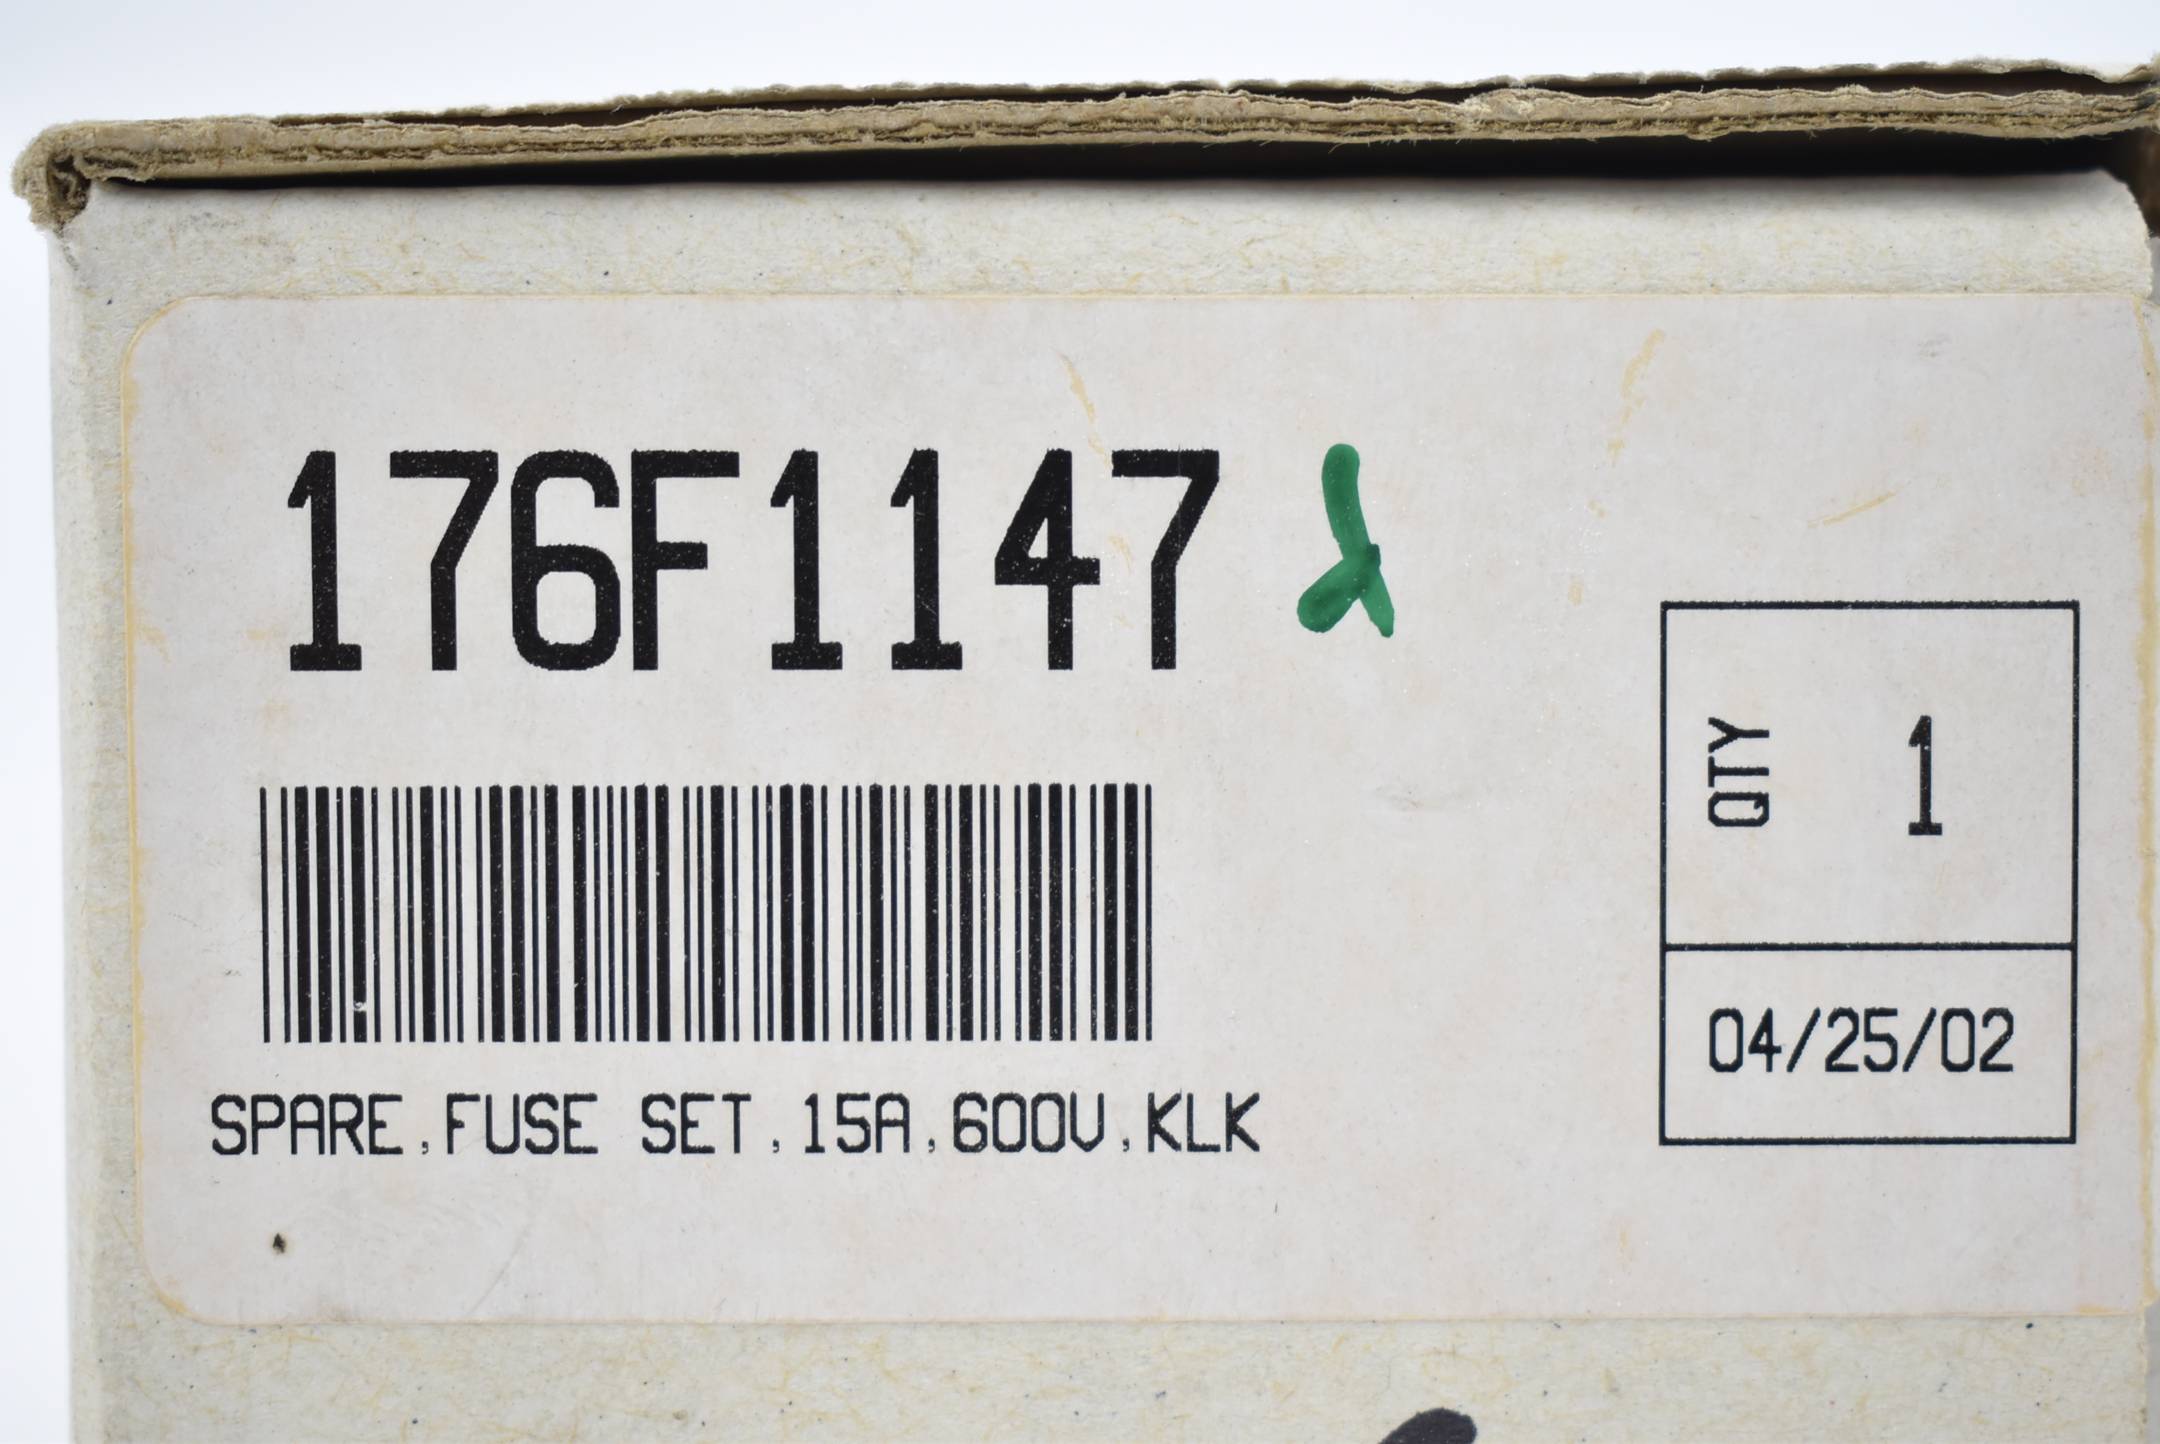 176F1147
QTY 1
04/25/02
SPARE,FUSE SET,15A,600V,KLK